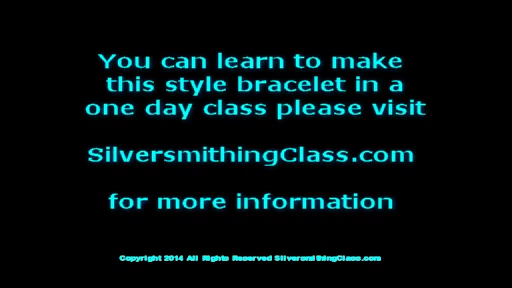 You can learn to make
this style bracelet in a
one day class please visit
SilversmithingClass.com
for more information
Copyright 2014 All Rights Reserved SilversmithingClass.com